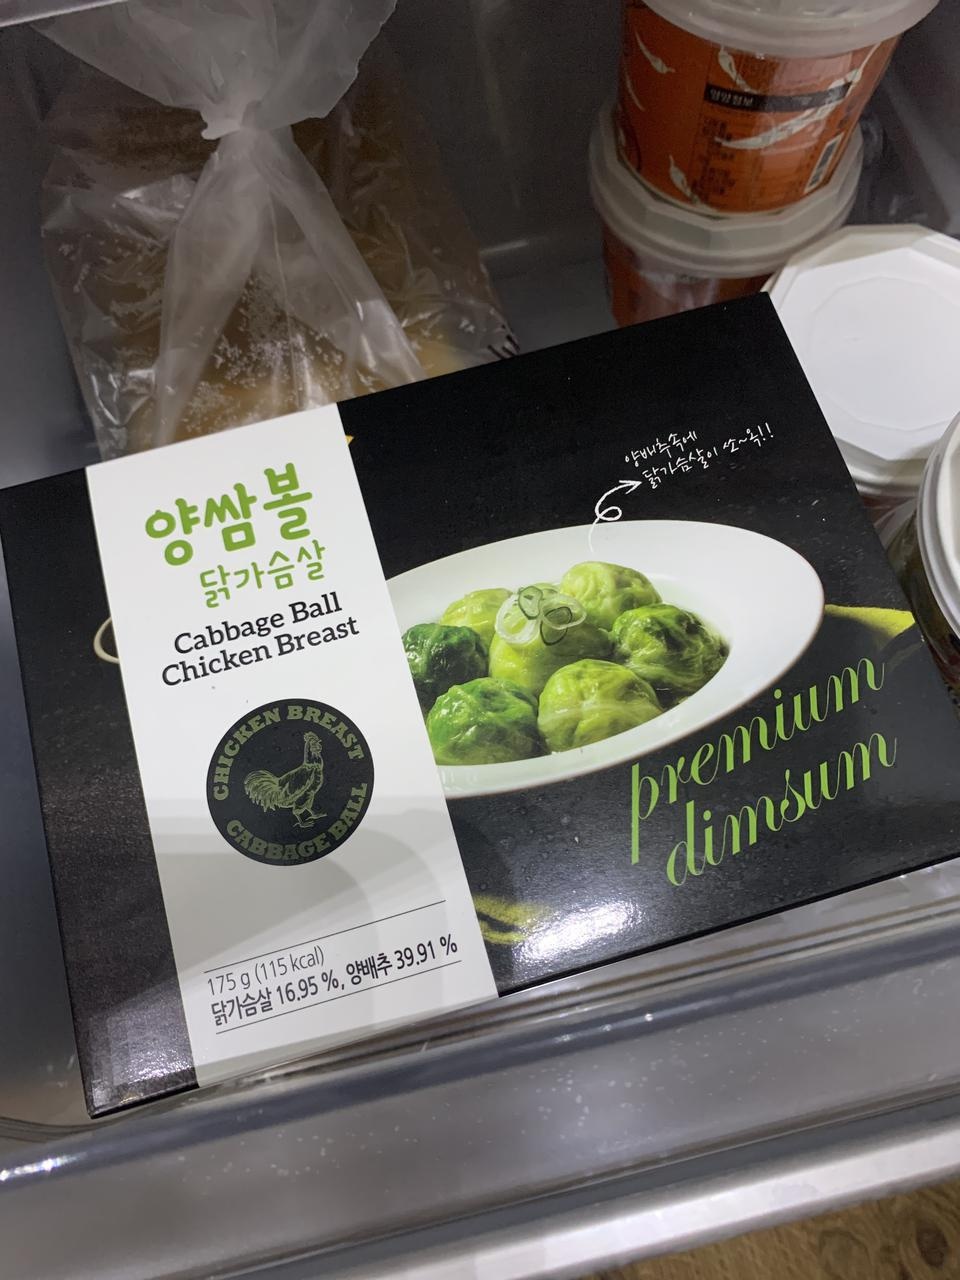 양쌈볼
닭가슴살
Cabbage Ball
Chicken Breast
CHICKEN BREAST
CABBAGE BALL
175 g (115 kcal)
닭가슴살 16.95 %, 양배추 39.91 %
양배추속에
닭가슴살이 쏘~옥!!
premium
dimsum